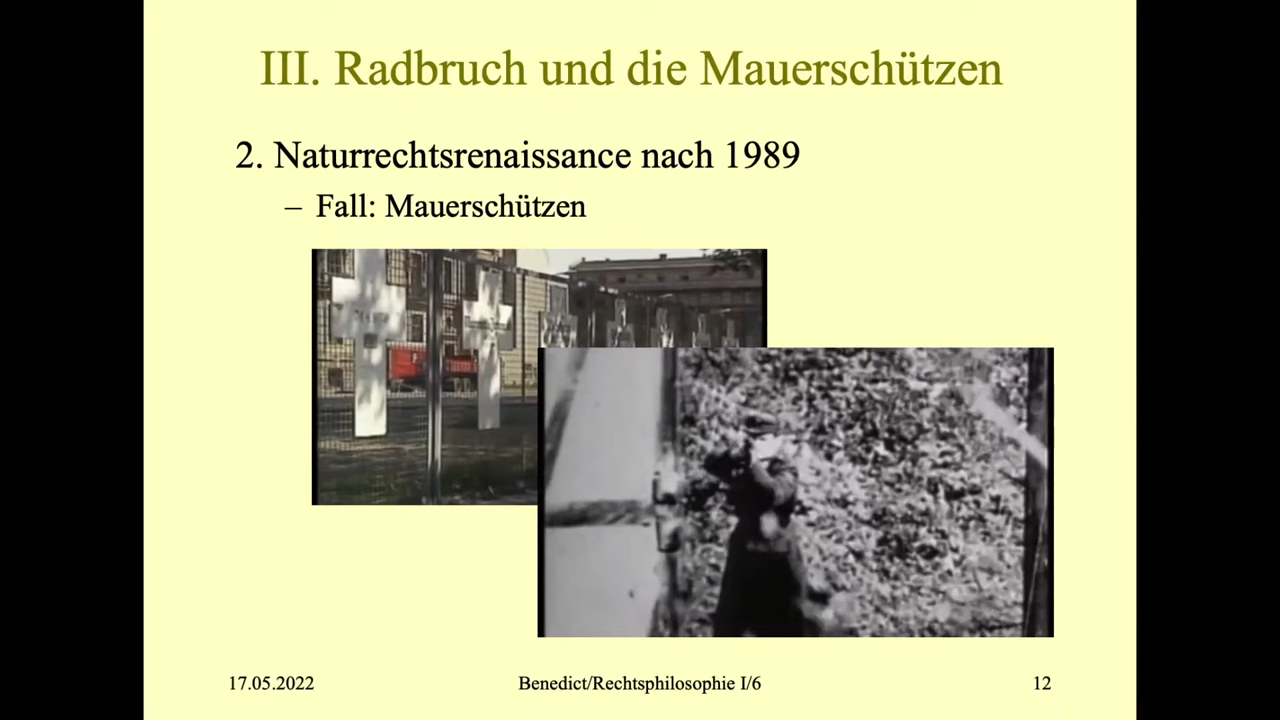 III. Radbruch und die Mauerschützen
2. Naturrechtsrenaissance nach 1989
– Fall: Mauerschützen
17.05.2022
Benedict/Rechtsphilosophie I/6
12